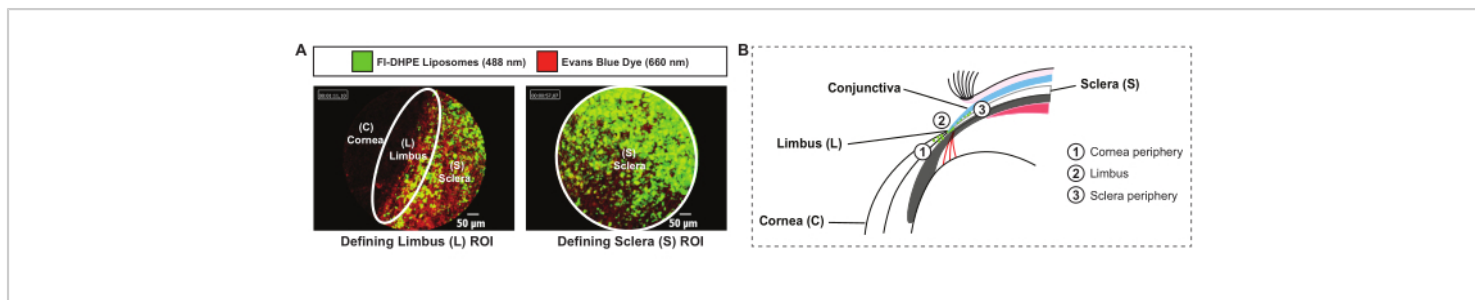 A
FI-DHPE Liposomes (488 nm)
Evans Blue Dye (660 nm)
(C)
Cornea
(L)
Limbus
(S)
Sclera
50 µm
Defining Limbus (L) ROI
(S)
Sclera
50 µm
Defining Sclera (S) ROI
B
Conjunctiva
Sclera (S)
2
3
Limbus (L)
1
Cornea (C)
1 Cornea periphery
2 Limbus
3 Sclera periphery